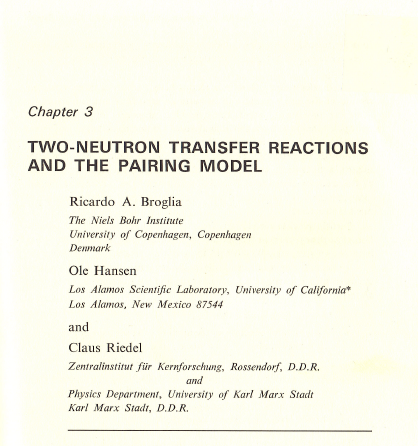 Chapter 3
TWO-NEUTRON TRANSFER REACTIONS
AND THE PAIRING MODEL
Ricardo A. Broglia
The Niels Bohr Institute
University of Copenhagen, Copenhagen
Denmark
Ole Hansen
Los Alamos Scientific Laboratory, University of California*
Los Alamos, New Mexico 87544
and
Claus Riedel
Zentralinstitut für Kernforschung, Rossendorf, D.D.R.
and
Physics Department, University of Karl Marx Stadt
Karl Marx Stadt, D.D.R.